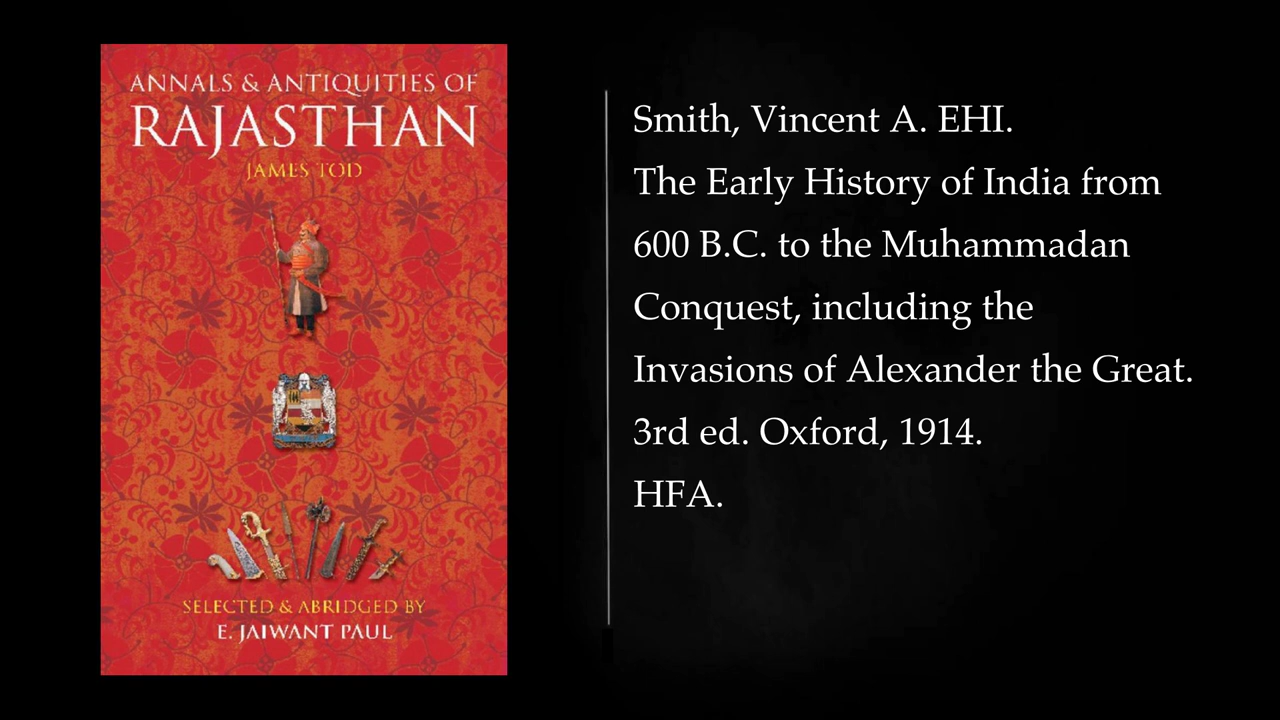 ANNALS & ANTIQUITIES OF
RAJASTHAN
JAMES TOD
SELECTED & ABRIDGED BY
E. JAIWANT PAUL
Smith, Vincent A. EHI.
The Early History of India from
600 B.C. to the Muhammadan
Conquest, including the
Invasions of Alexander the Great.
3rd ed. Oxford, 1914.
HFA.